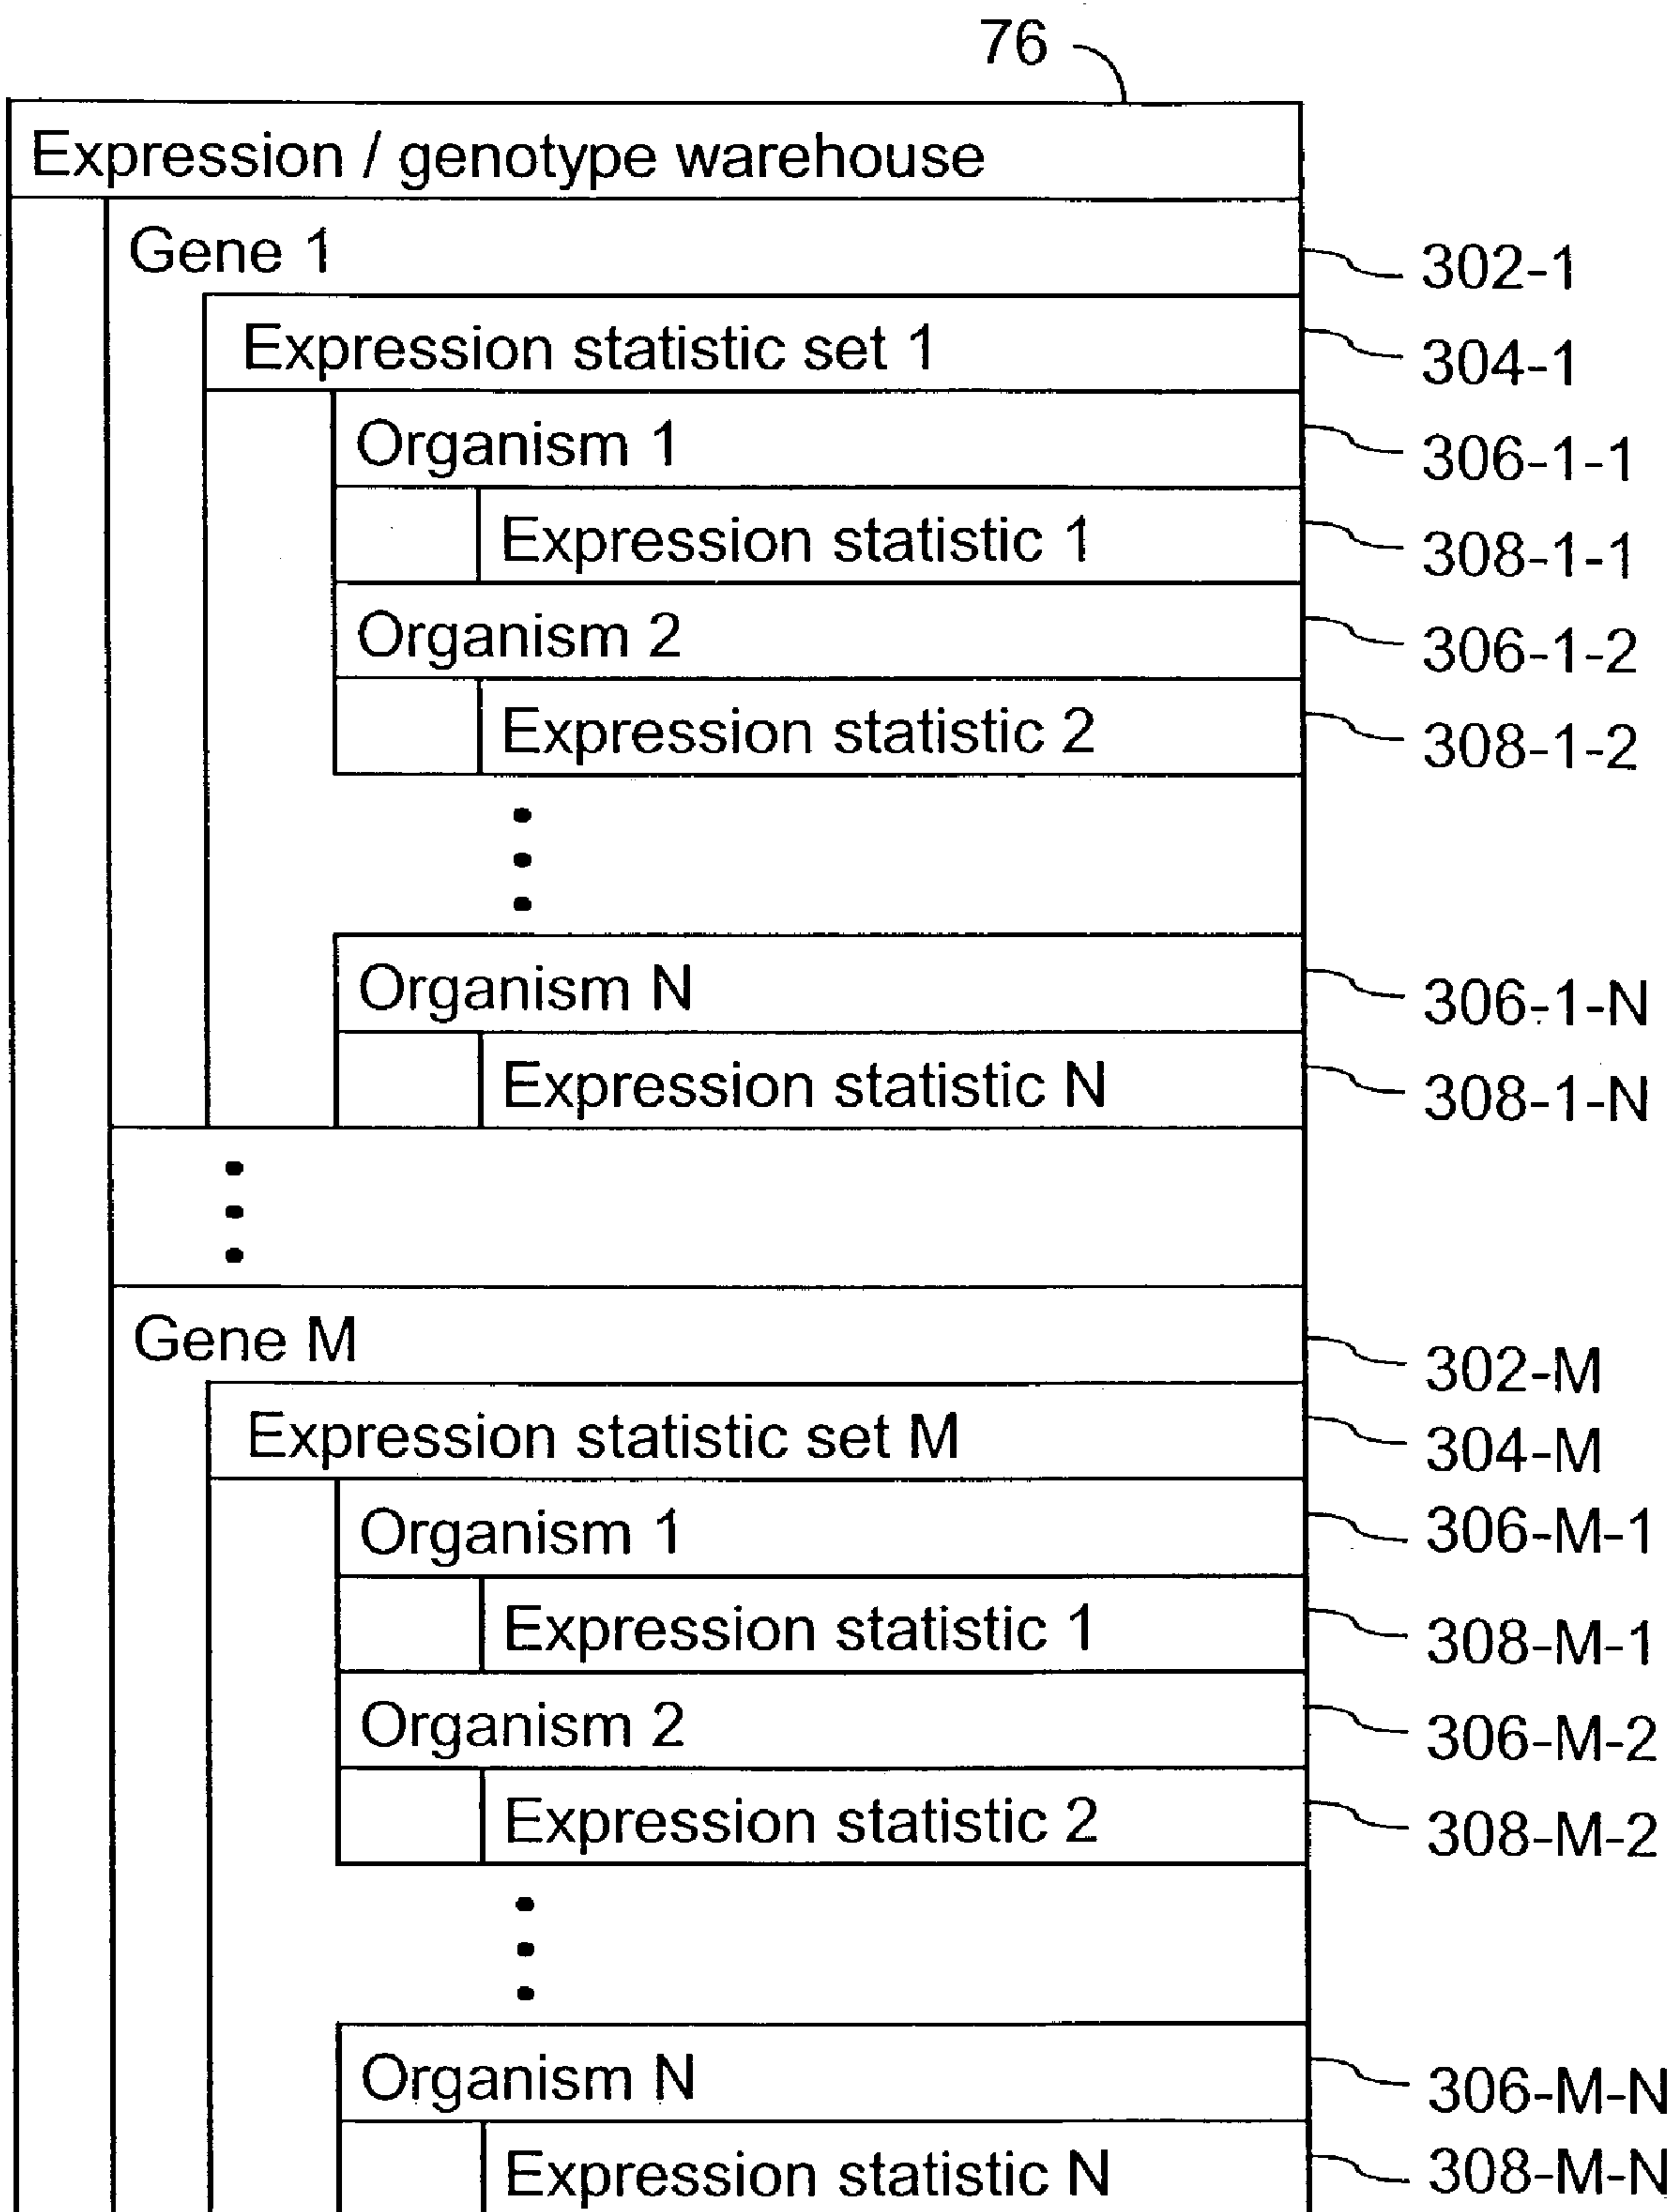 76
Expression / genotype warehouse
Gene 1
302-1
Expression statistic set 1
304-1
Organism 1
306-1-1
Expression statistic 1
308-1-1
Organism 2
306-1-2
Expression statistic 2
308-1-2
Organism N
306-1-N
Expression statistic N
308-1-N
Gene M
302-M
Expression statistic set M
304-M
Organism 1
306-M-1
Expression statistic 1
308-M-1
Organism 2
306-M-2
Expression statistic 2
308-M-2
Organism N
306-M-N
Expression statistic N
308-M-N